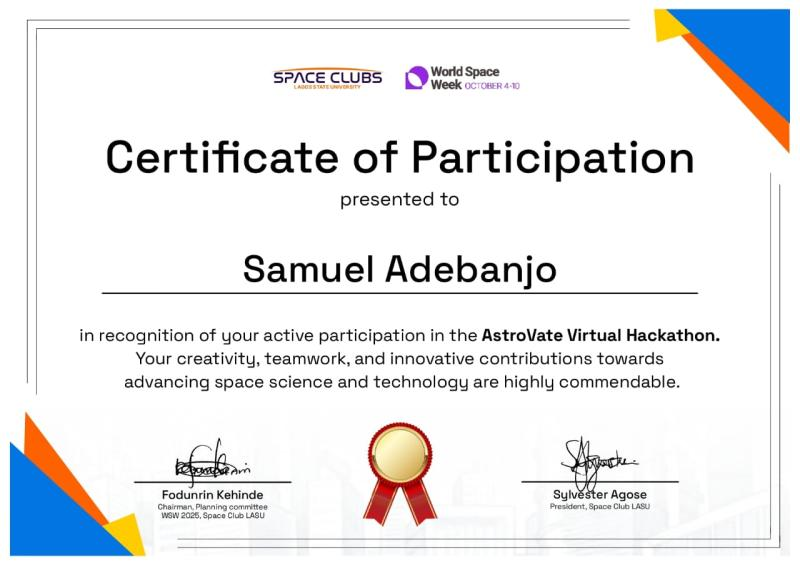 SPACE CLUBS
LAGOS STATE UNIVERSITY
World Space
Week OCTOBER 4-10
Certificate of Participation
presented to
Samuel Adebanjo
in recognition of your active participation in the AstroVate Virtual Hackathon.
Your creativity, teamwork, and innovative contributions towards
advancing space science and technology are highly commendable.
Fodunrin Kehinde
Chairman, Planning committee
WSW 2025, Space Club LASU
Sylvester Agose
President, Space Club LASU